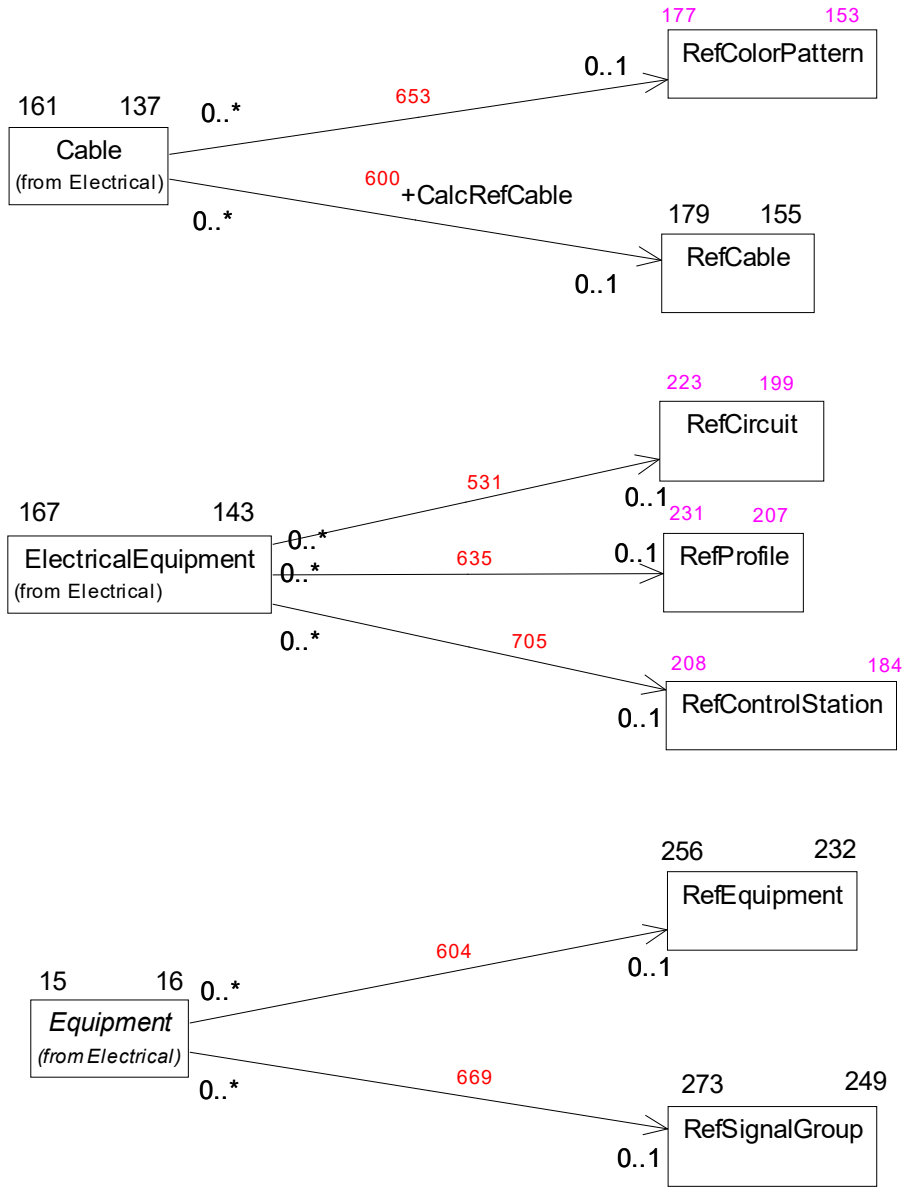 177 153
RefColorPattern
0..1
653
161 137
0..*
Cable
(from Electrical)
600
+CalcRefCable
0..*
179 155
RefCable
0..1
223 199
RefCircuit
531
0..1
167 143
0..*
231 207
ElectricalEquipment
(from Electrical)
0..*
635
0..1
RefProfile
0..*
705
208 184
RefControlStation
0..1
256 232
RefEquipment
604
0..1
15 16
0..*
Equipment
(from Electrical)
0..*
669
273 249
RefSignalGroup
0..1